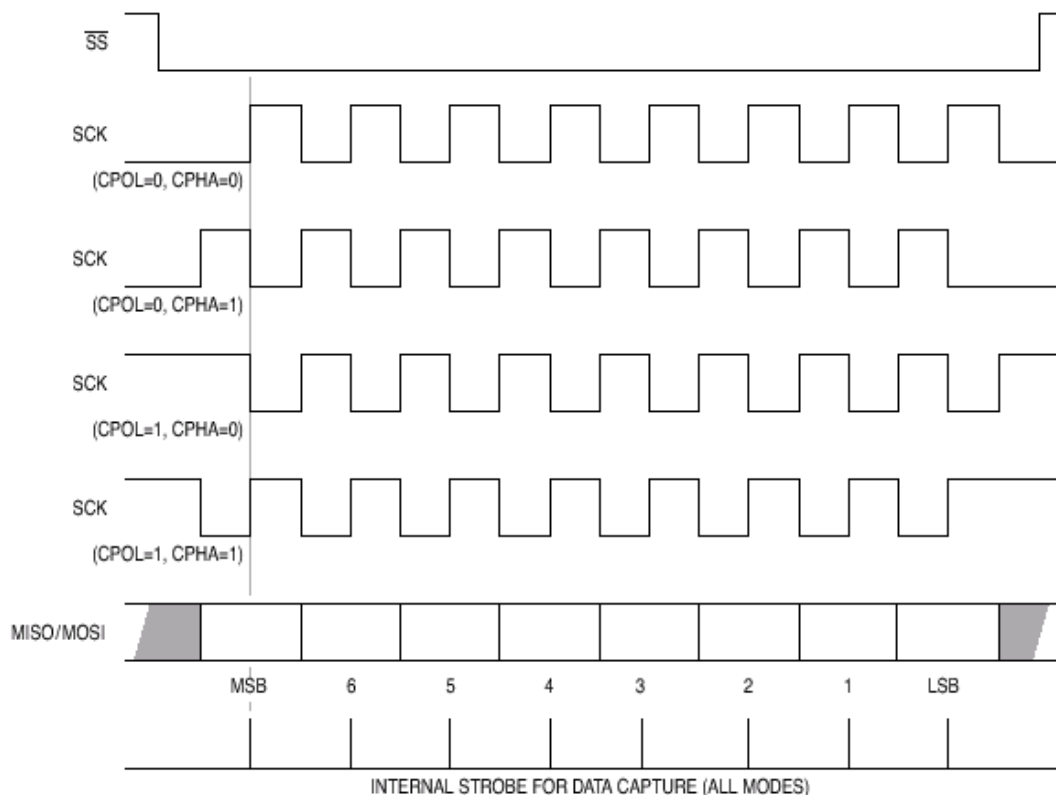 SS
SCK
(CPOL=0, CPHA=0)
SCK
(CPOL=0, CPHA=1)
SCK
(CPOL=1, CPHA=0)
SCK
(CPOL=1, CPHA=1)
MISO/MOSI
MSB 6 5 4 3 2 1 LSB
INTERNAL STROBE FOR DATA CAPTURE (ALL MODES)